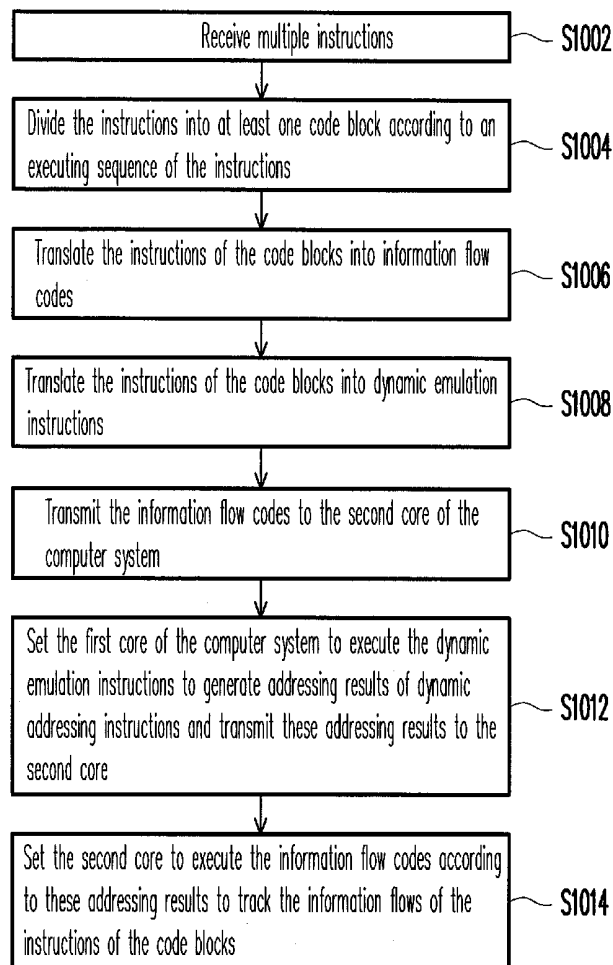 Receive multiple instructions
S1002
Divide the instructions into at least one code block according to an
executing sequence of the instructions
S1004
Translate the instructions of the code blocks into information flow
codes
S1006
Translate the instructions of the code blocks into dynamic emulation
instructions
S1008
Transmit the information flow codes to the second core of the
computer system
S1010
Set the first core of the computer system to execute the dynamic
emulation instructions to generate addressing results of dynamic
addressing instructions and transmit these addressing results to the
second core
S1012
Set the second core to execute the information flow codes according
to these addressing results to track the information flows of the
instructions of the code blocks
S1014